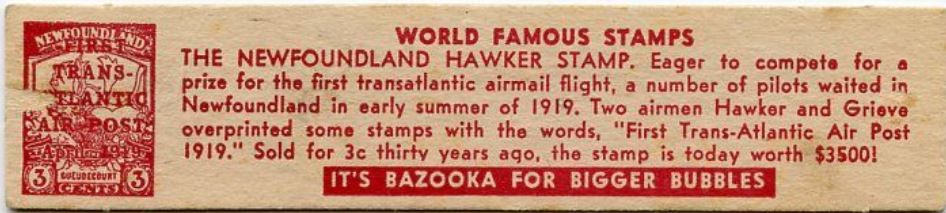 NEWFOUNDLAND
FIRST
TRANS-
TLANTIC
AIR POST,
April 1919.
GUEUDECOURT
3 CENTS 3
WORLD FAMOUS STAMPS
THE NEWFOUNDLAND HAWKER STAMP. Eager to compete for a
prize for the first transatlantic airmail flight, a number of pilots waited in
Newfoundland in early summer of 1919. Two airmen Hawker and Grieve
overprinted some stamps with the words, "First Trans-Atlantic Air Post
1919." Sold for 3c thirty years ago, the stamp is today worth $3500!
IT'S BAZOOKA FOR BIGGER BUBBLES